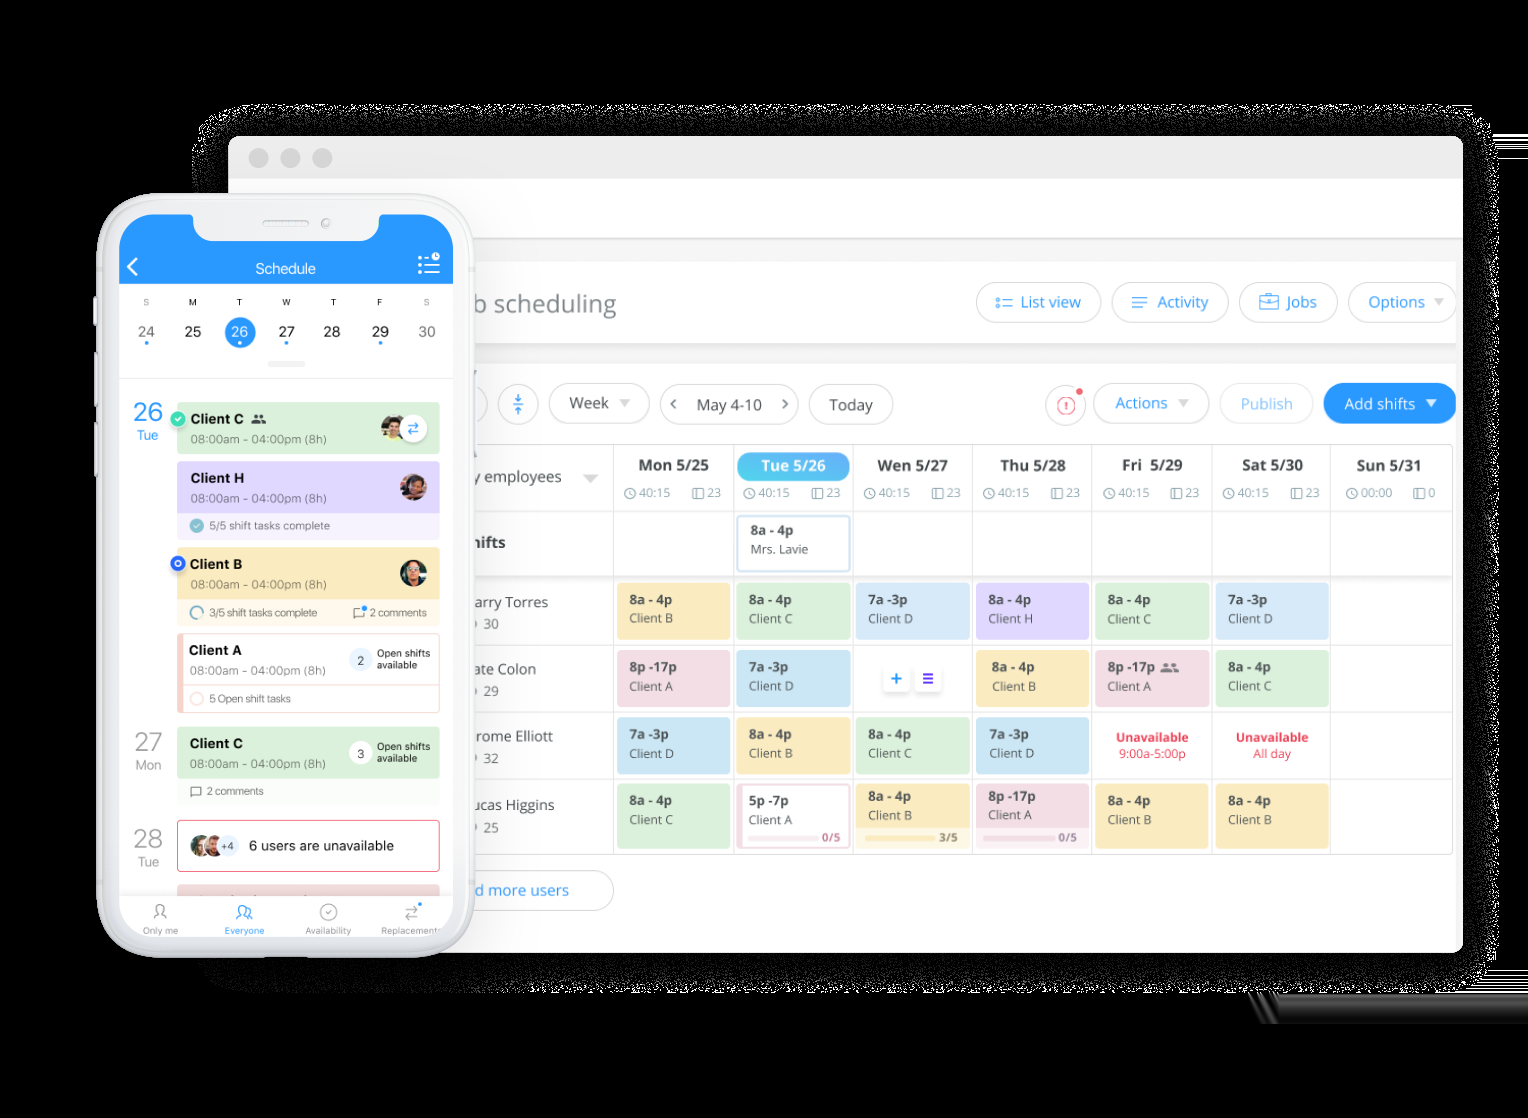 Schedule
S M T W T F S
24 25 26 27 28 29 30
26
Tue
Client C
08:00am - 04:00pm (8h)
Client H
08:00am - 04:00pm (8h)
5/5 shift tasks complete
Client B
08:00am - 04:00pm (8h)
3/5 shift tasks complete 2 comments
Client A
08:00am - 04:00pm (8h)
2 Open shifts
available
5 Open shift tasks
27
Mon
Client C
08:00am - 04:00pm (8h)
3 Open shifts
available
2 comments
28
Tue
+4 6 users are unavailable
Only me Everyone Availability Replacements
b scheduling
List view Activity Jobs Options
Week < May 4-10 > Today
Actions Publish Add shifts
y employees
Mon 5/25 Tue 5/26 Wen 5/27 Thu 5/28 Fri 5/29 Sat 5/30 Sun 5/31
40:15 23 40:15 23 40:15 23 40:15 23 40:15 23 40:15 23 00:00 0
hifts
8a - 4p
Mrs. Lavie
arry Torres
30
8a - 4p 8a - 4p 7a -3p 8a - 4p 8a - 4p 7a -3p
Client B Client C Client D Client H Client C Client D
ate Colon
29
8p -17p 7a -3p + 8a - 4p 8p -17p 8a - 4p
Client A Client D Client B Client A Client C
rome Elliott
32
7a -3p 8a - 4p 8a - 4p 7a -3p Unavailable Unavailable
Client D Client B Client C Client D 9:00a-5:00p All day
ucas Higgins
25
8a - 4p 5p -7p 8a - 4p 8p -17p 8a - 4p 8a - 4p
Client C Client A Client B Client A Client B Client B
0/5 3/5 0/5
d more users